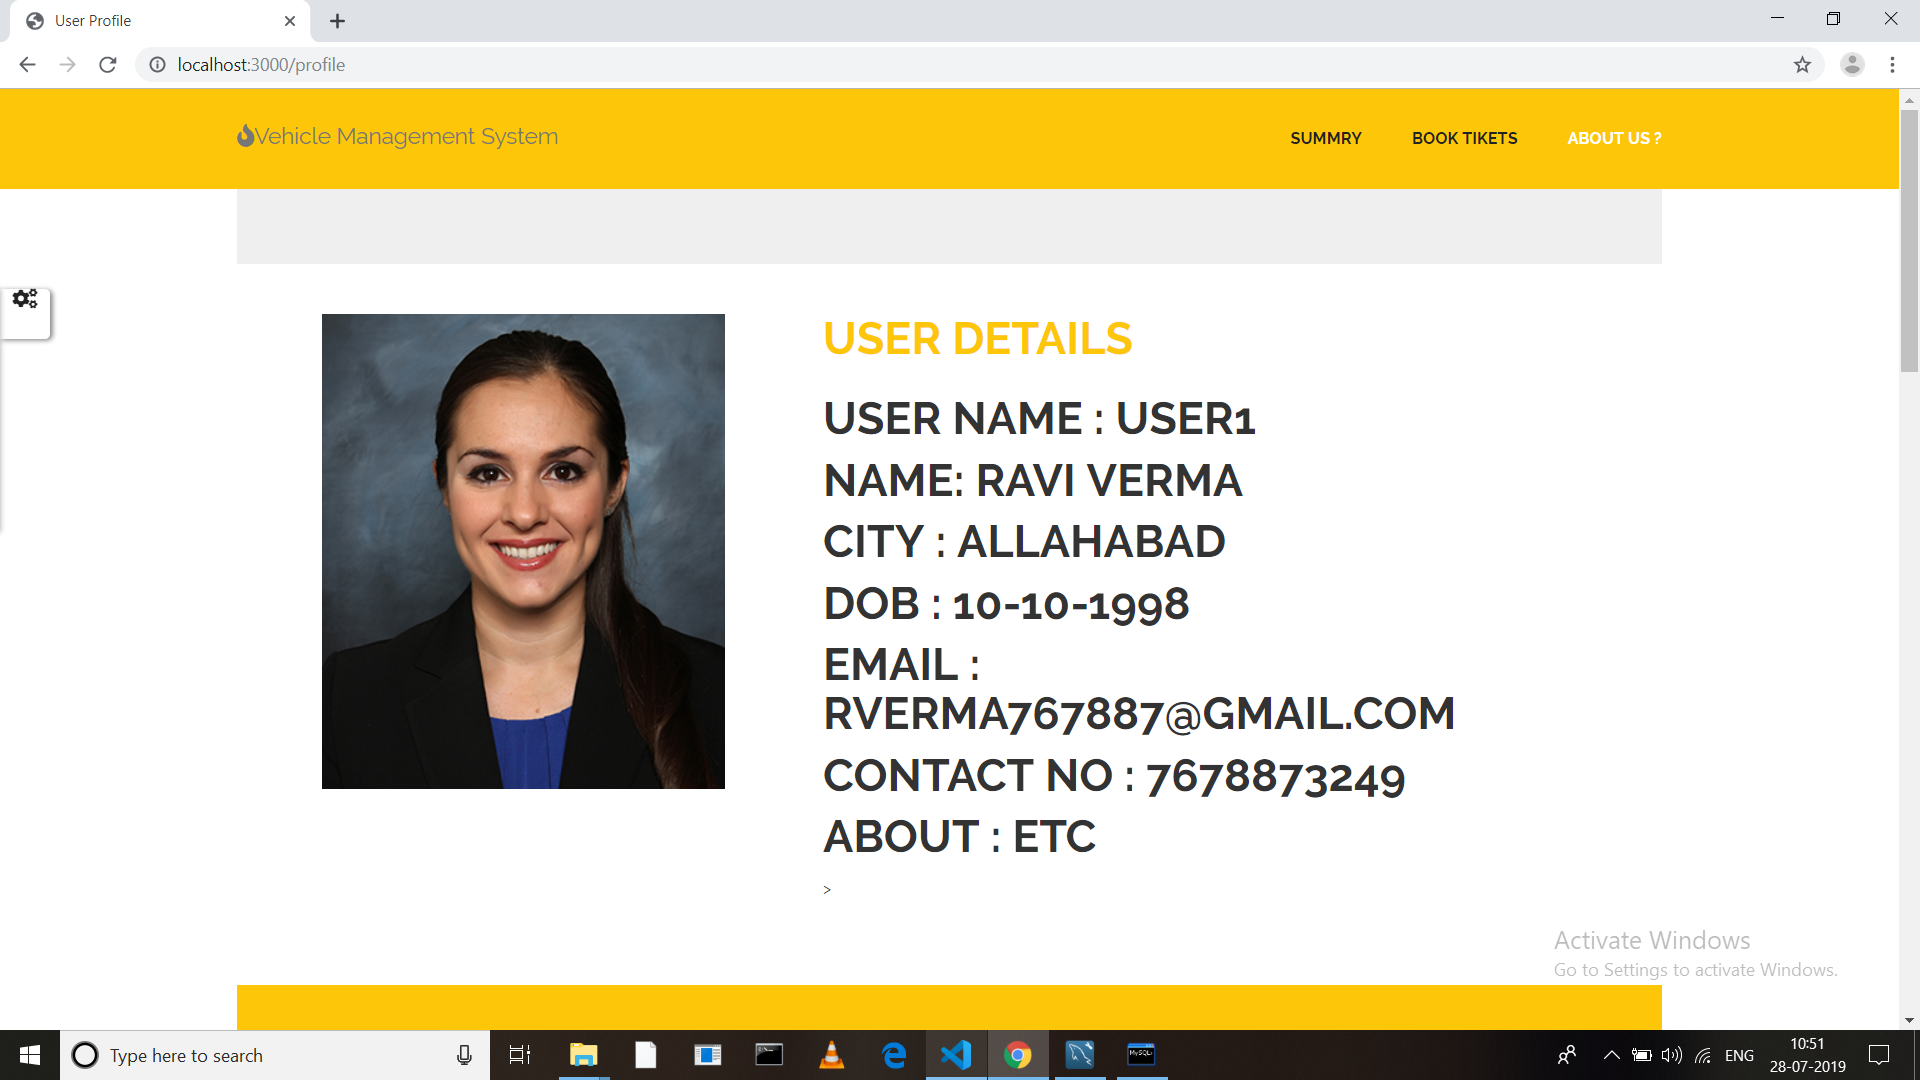 User Profile
localhost:3000/profile
Vehicle Management System
SUMMRY
BOOK TIKETS
ABOUT US ?
USER DETAILS
USER NAME : USER1
NAME: RAVI VERMA
CITY : ALLAHABAD
DOB : 10-10-1998
EMAIL :
RVERMA767887@GMAIL.COM
CONTACT NO : 7678873249
ABOUT : ETC
>
Activate Windows
Go to Settings to activate Windows.
Type here to search
MySQL
ENG
10:51
28-07-2019